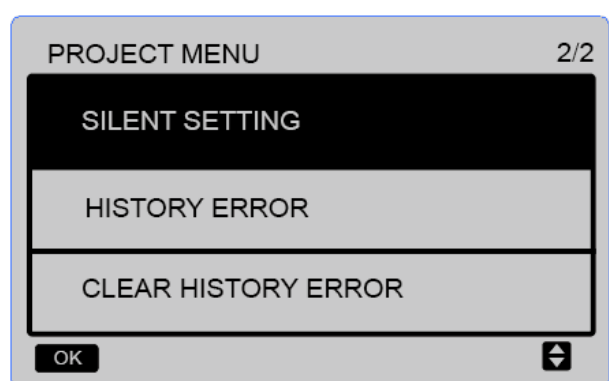 PROJECT MENU 2/2
SILENT SETTING
HISTORY ERROR
CLEAR HISTORY ERROR
OK